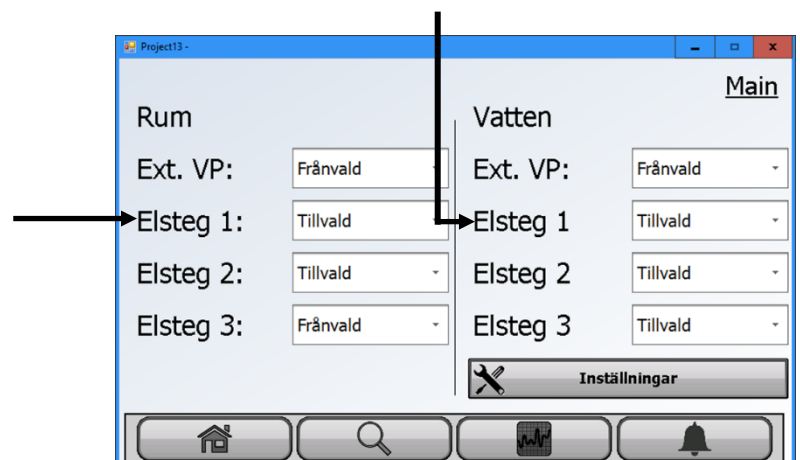 Project13 -
Main
Rum
Ext. VP: Frånvald
Elsteg 1: Tillvald
Elsteg 2: Tillvald
Elsteg 3: Frånvald
Vatten
Ext. VP: Frånvald
Elsteg 1 Tillvald
Elsteg 2 Tillvald
Elsteg 3 Tillvald
Inställningar